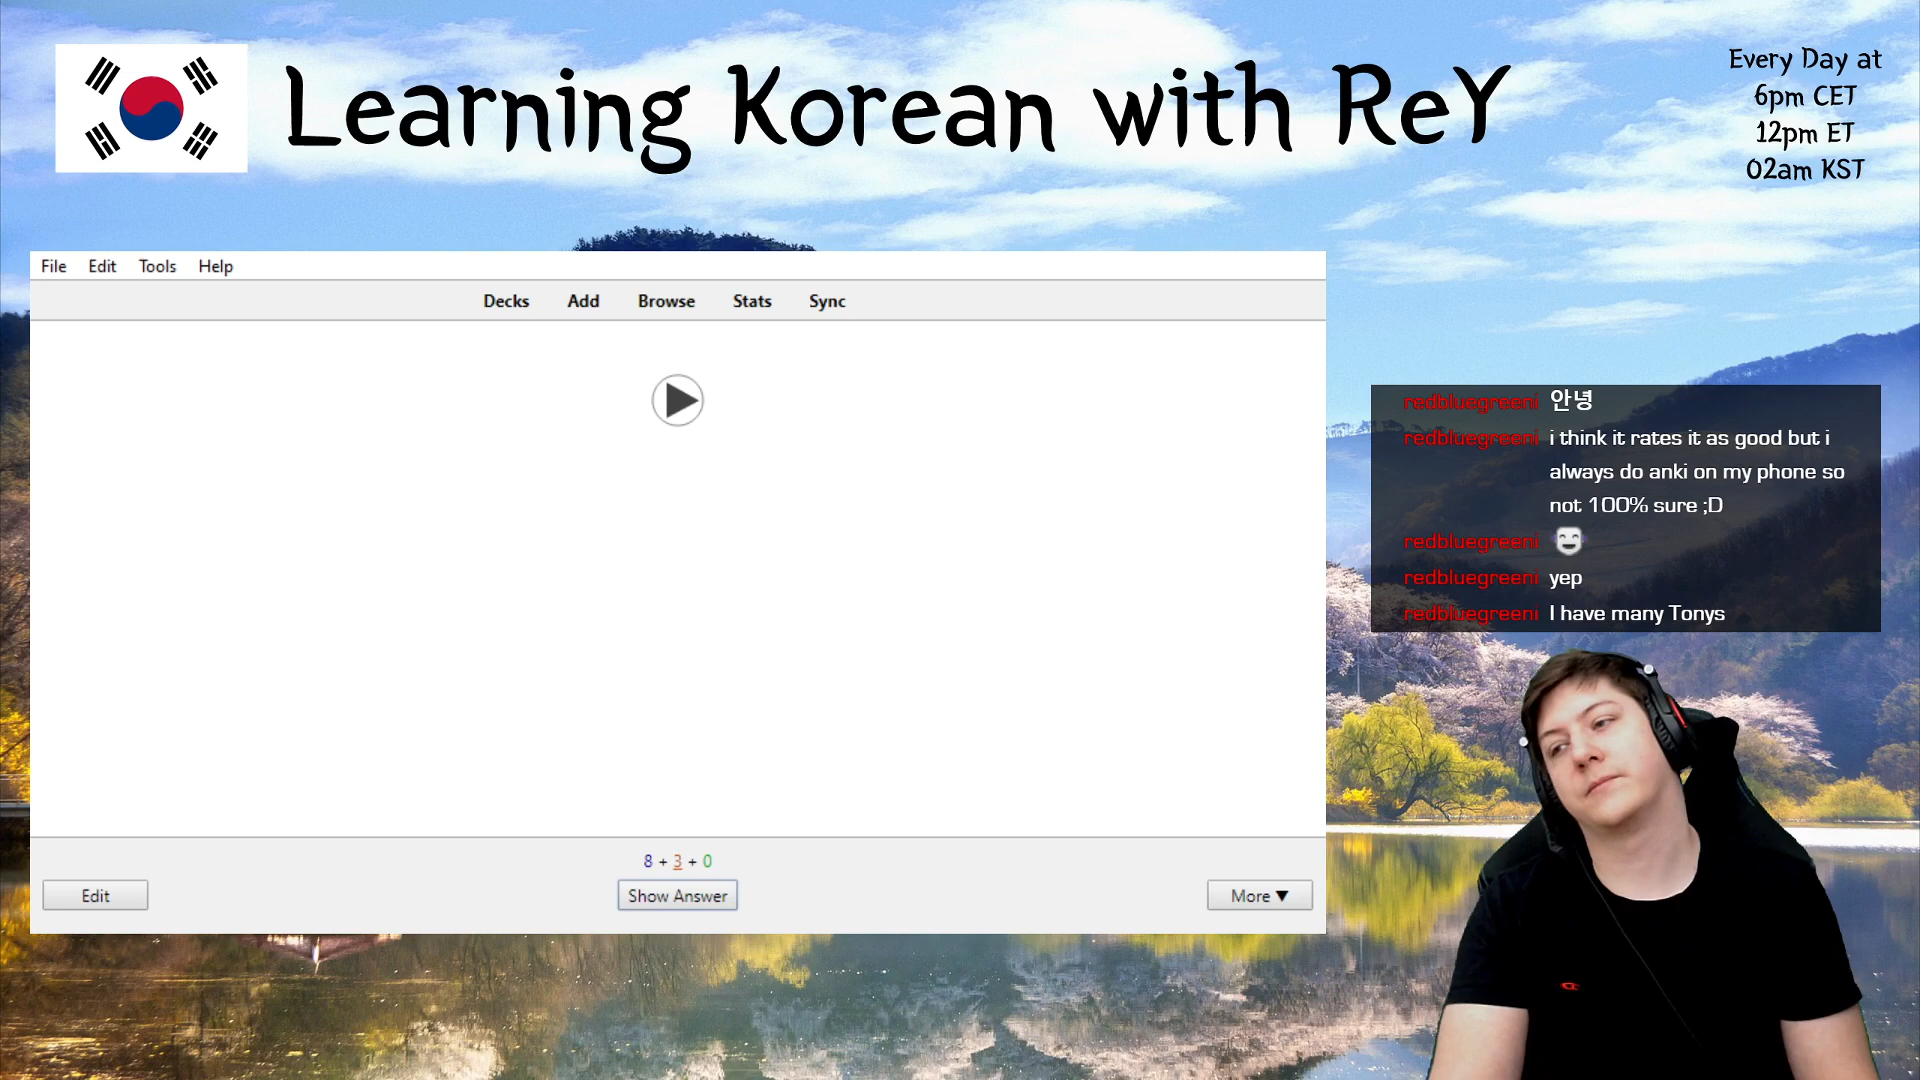 Learning Korean with ReY
Every Day at
6pm CET
12pm ET
02am KST
File Edit Tools Help
Decks Add Browse Stats Sync
redbluegreeni 안녕
redbluegreeni i think it rates it as good but i
always do anki on my phone so
not 100% sure ;D
redbluegreeni
redbluegreeni yep
redbluegreeni I have many Tonys
8 + 3 + 0
Edit Show Answer More ▼